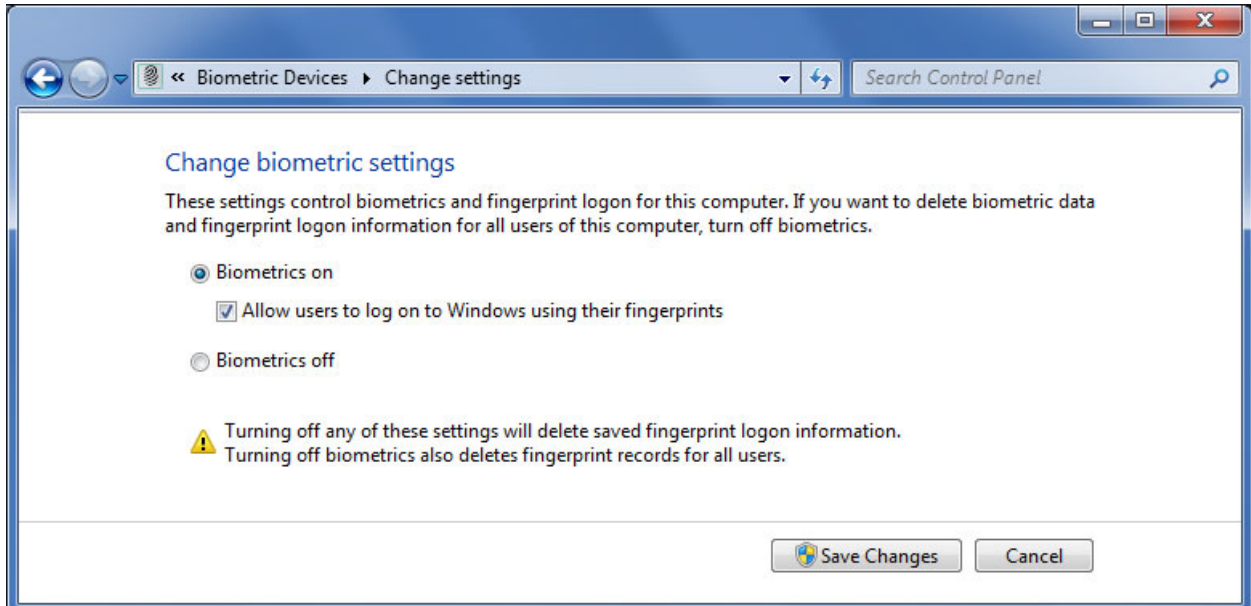 « Biometric Devices ▸ Change settings
Search Control Panel
Change biometric settings
These settings control biometrics and fingerprint logon for this computer. If you want to delete biometric data
and fingerprint logon information for all users of this computer, turn off biometrics.
Biometrics on
Allow users to log on to Windows using their fingerprints
Biometrics off
Turning off any of these settings will delete saved fingerprint logon information.
Turning off biometrics also deletes fingerprint records for all users.
Save Changes
Cancel